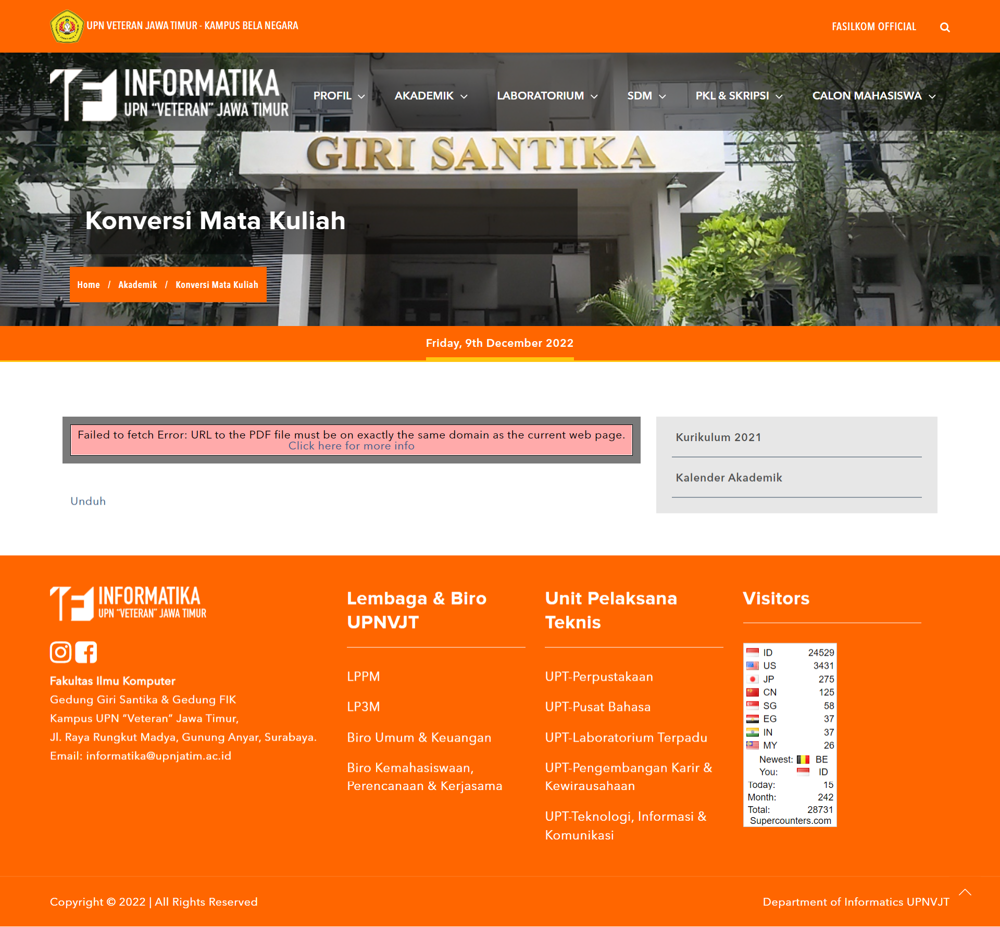 UPN VETERAN JAWA TIMUR - KAMPUS BELA NEGARA
FASILKOM OFFICIAL
INFORMATIKA
UPN “VETERAN” JAWA TIMUR
PROFIL
AKADEMIK
LABORATORIUM
SDM
PKL & SKRIPSI
CALON MAHASISWA
GIRI SANTIKA
Konversi Mata Kuliah
Home / Akademik / Konversi Mata Kuliah
Friday, 9th December 2022
Failed to fetch Error: URL to the PDF file must be on exactly the same domain as the current web page.
Click here for more info
Unduh
Kurikulum 2021
Kalender Akademik
INFORMATIKA
UPN “VETERAN” JAWA TIMUR
Fakultas Ilmu Komputer
Gedung Giri Santika & Gedung FIK
Kampus UPN “Veteran” Jawa Timur,
Jl. Raya Rungkut Madya, Gunung Anyar, Surabaya.
Email: informatika@upnjatim.ac.id
Lembaga & Biro
UPNVJT
LPPM
LP3M
Biro Umum & Keuangan
Biro Kemahasiswaan,
Perencanaan & Kerjasama
Unit Pelaksana
Teknis
UPT-Perpustakaan
UPT-Pusat Bahasa
UPT-Laboratorium Terpadu
UPT-Pengembangan Karir &
Kewirausahaan
UPT-Teknologi, Informasi &
Komunikasi
Visitors
ID 24529
US 3431
JP 275
CN 125
SG 58
EG 37
IN 37
MY 26
Newest: BE
You: ID
Today: 15
Month: 242
Total: 28731
Supercounters.com
Copyright © 2022 | All Rights Reserved
Department of Informatics UPNVJT